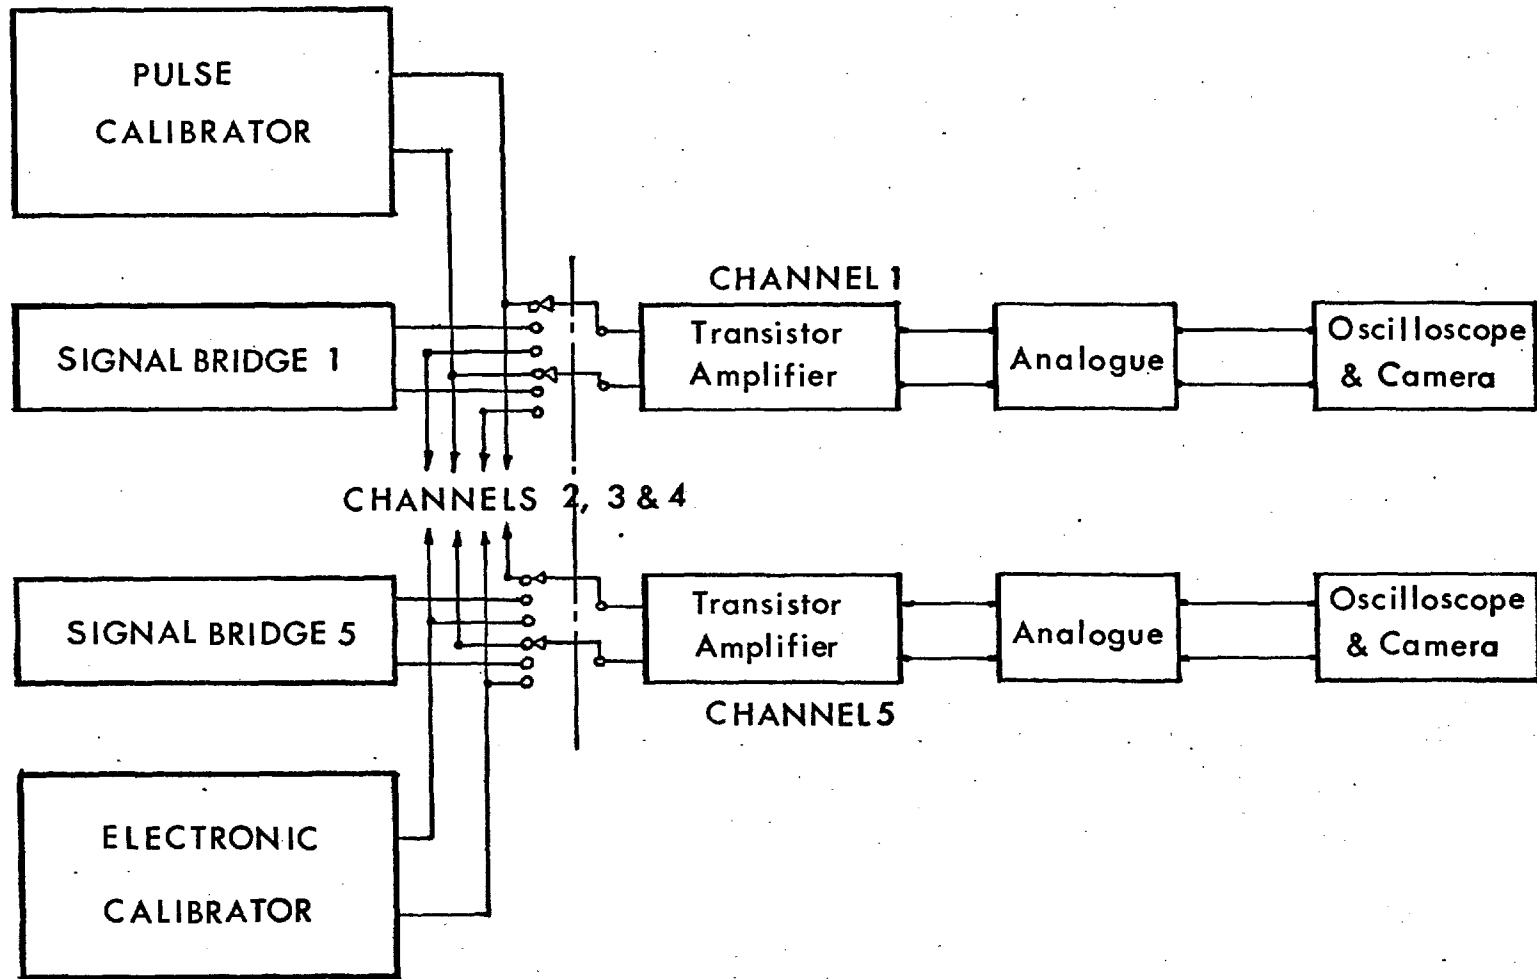 PULSE
CALIBRATOR
CHANNEL 1
SIGNAL BRIDGE 1
Transistor
Amplifier
Analogue
Oscilloscope
& Camera
CHANNELS 2, 3 & 4
SIGNAL BRIDGE 5
Transistor
Amplifier
Analogue
Oscilloscope
& Camera
CHANNEL 5
ELECTRONIC
CALIBRATOR